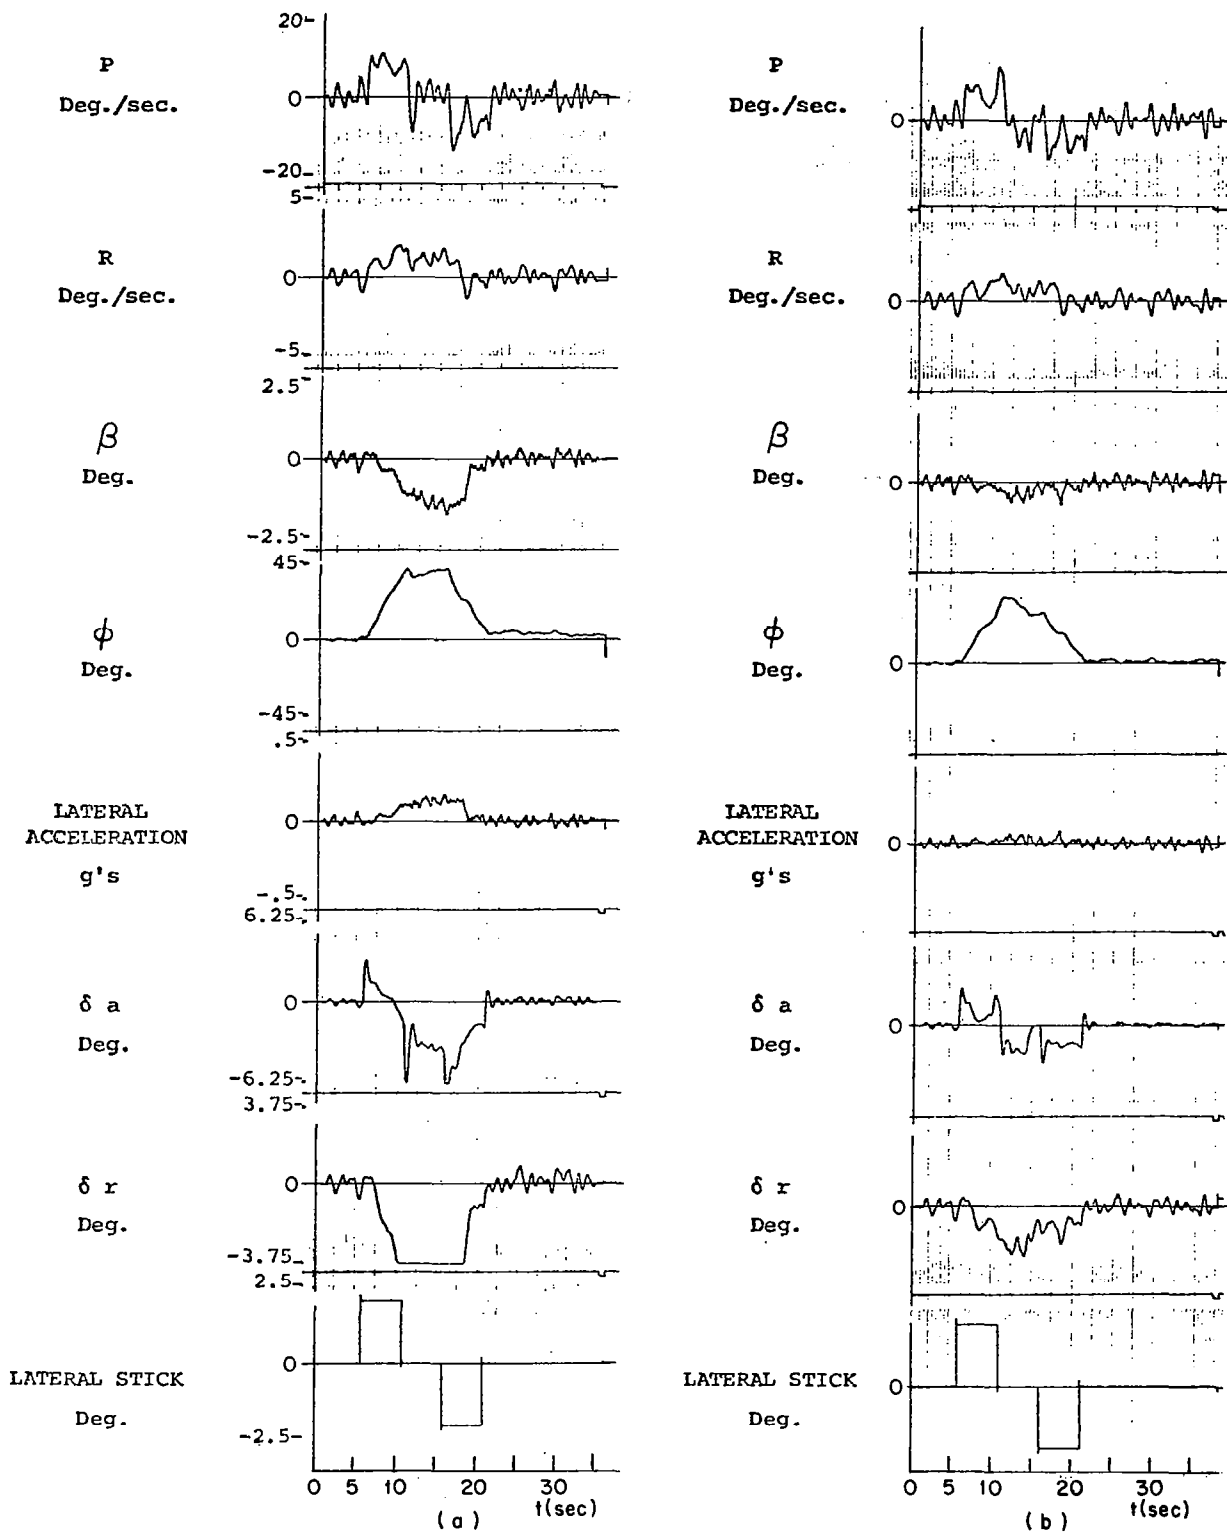 20-
P
Deg./sec.
0
-20-
5-
R
Deg./sec.
0
-5-
2.5-
β
Deg.
0
-2.5-
45-
ϕ
Deg.
0
-45-
.5-
LATERAL
ACCELERATION
g's
0
-.5-
6.25-
δ a
Deg.
0
-6.25-
3.75-
δ r
Deg.
0
-3.75-
2.5-
LATERAL STICK
Deg.
0
-2.5-
0 5 10 20 30
t(sec)
(a)
P
Deg./sec.
0
R
Deg./sec.
0
β
Deg.
0
ϕ
Deg.
0
LATERAL
ACCELERATION
g's
0
δ a
Deg.
0
δ r
Deg.
0
LATERAL STICK
Deg.
0
0 5 10 20 30
t(sec)
(b)